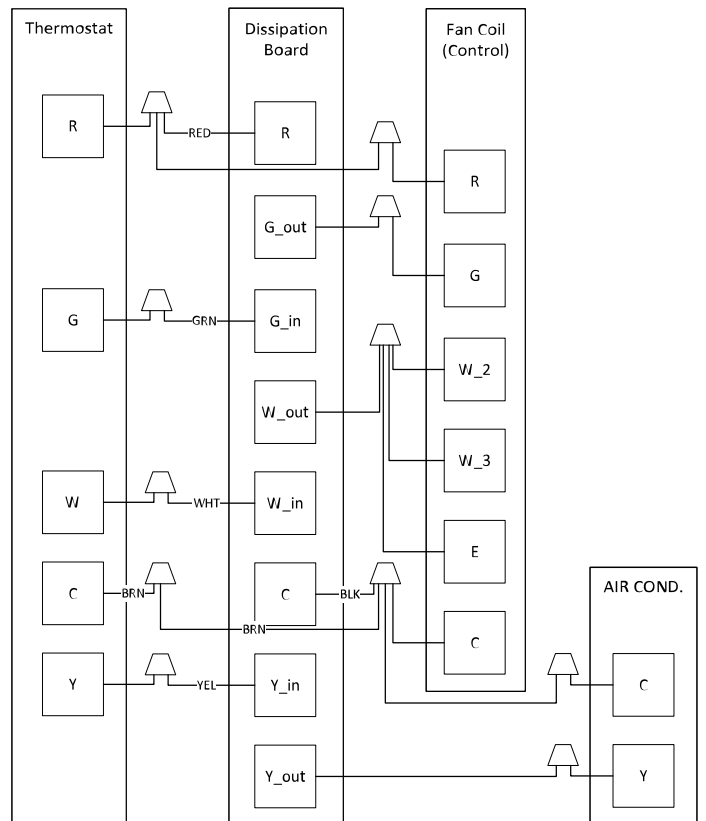 Thermostat
Dissipation
Board
Fan Coil
(Control)
R
RED
R
R
G_out
G
G
GRN
G_in
W_2
W_out
W_3
W
WHT
W_in
E
AIR COND.
C
BRN
C
BLK
BRN
C
Y
YEL
Y_in
C
Y_out
Y